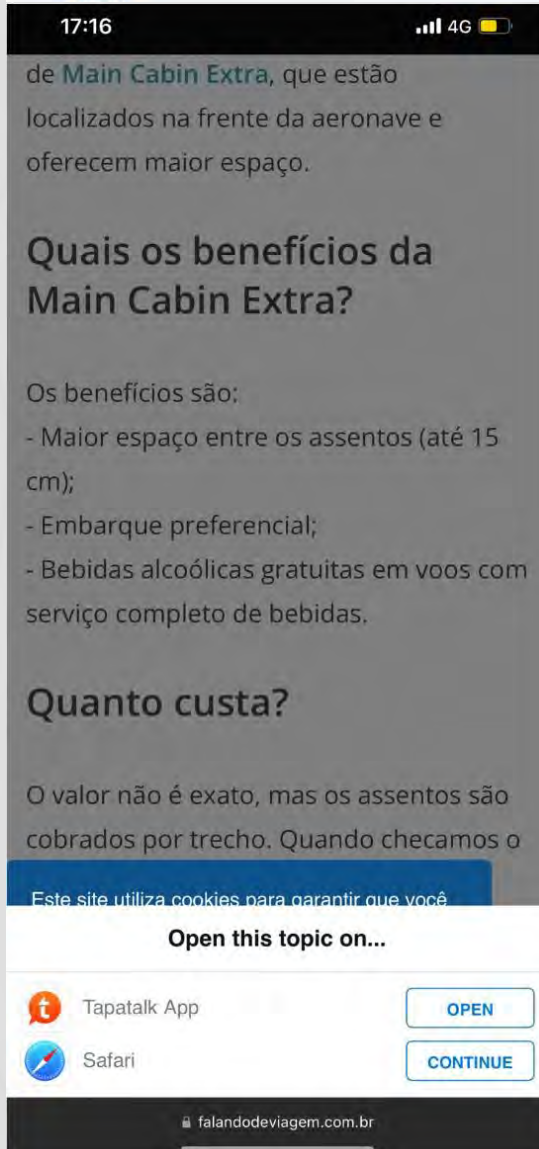 17:16
4G
de Main Cabin Extra, que estão
localizados na frente da aeronave e
oferecem maior espaço.
Quais os benefícios da
Main Cabin Extra?
Os benefícios são:
- Maior espaço entre os assentos (até 15
cm);
- Embarque preferencial;
- Bebidas alcoólicas gratuitas em voos com
serviço completo de bebidas.
Quanto custa?
O valor não é exato, mas os assentos são
cobrados por trecho. Quando checamos o
Este site utiliza cookies para garantir que você
Open this topic on...
Tapatalk App
OPEN
Safari
CONTINUE
falandodeviagem.com.br